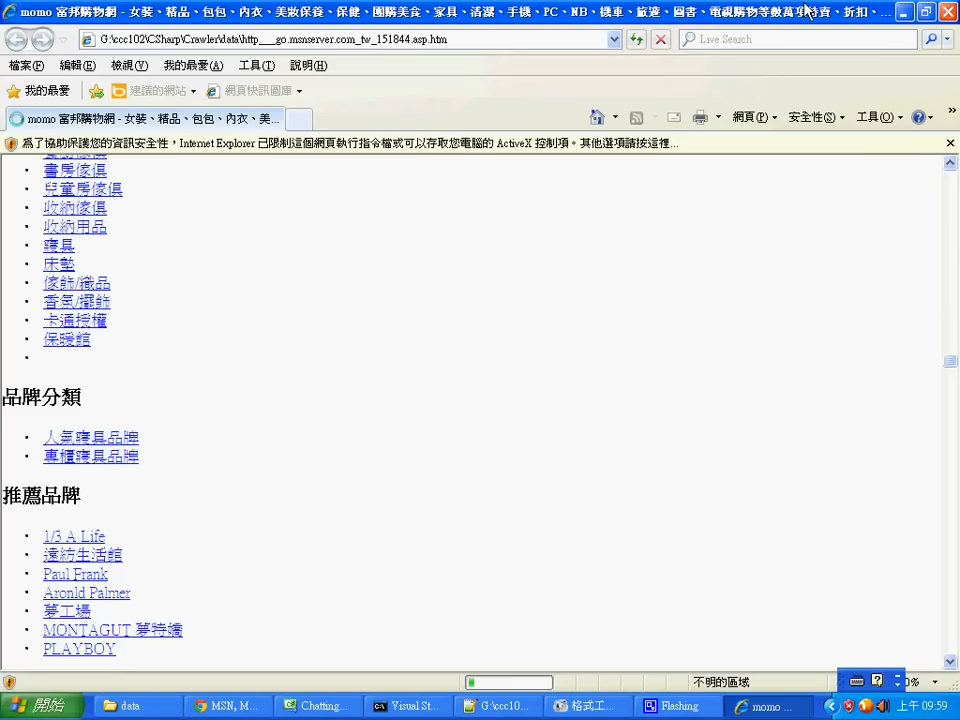 momo 富邦購物網 - 女裝、精品、包包、內衣、美妝保養、保健、團購美食、家具、清潔、手機、PC、NB、機車、旅遊、圖書、電視購物等數萬項特賣、折扣、...
G:\ccc102\CSharp\Crawler\data\http___go.msnserver.com_tw_151844.asp.htm
Live Search
檔案(F) 編輯(E) 檢視(V) 我的最愛(A) 工具(T) 說明(H)
我的最愛 建議的網站 網頁快訊圖庫
momo 富邦購物網 - 女裝、精品、包包、內衣、美... 網頁(P) 安全性(S) 工具(O) »
為了協助保護您的資訊安全性，Internet Explorer 已限制這個網頁執行指令檔或可以存取您電腦的 ActiveX 控制項。其他選項請按這裡...
書房傢俱
兒童房傢俱
收納傢俱
收納用品
寢具
床墊
傢飾/織品
香氛/擺飾
卡通授權
保暖館
品牌分類
人氣寢具品牌
專櫃寢具品牌
推薦品牌
1/3 A Life
遠紡生活館
Paul Frank
Aronld Palmer
夢工場
MONTAGUT 夢特嬌
PLAYBOY
不明的區域 0%
開始 data MSN, M... Chatting... Visual St... G:\ccc10... 格式工... Flashing momo ... 上午 09:59